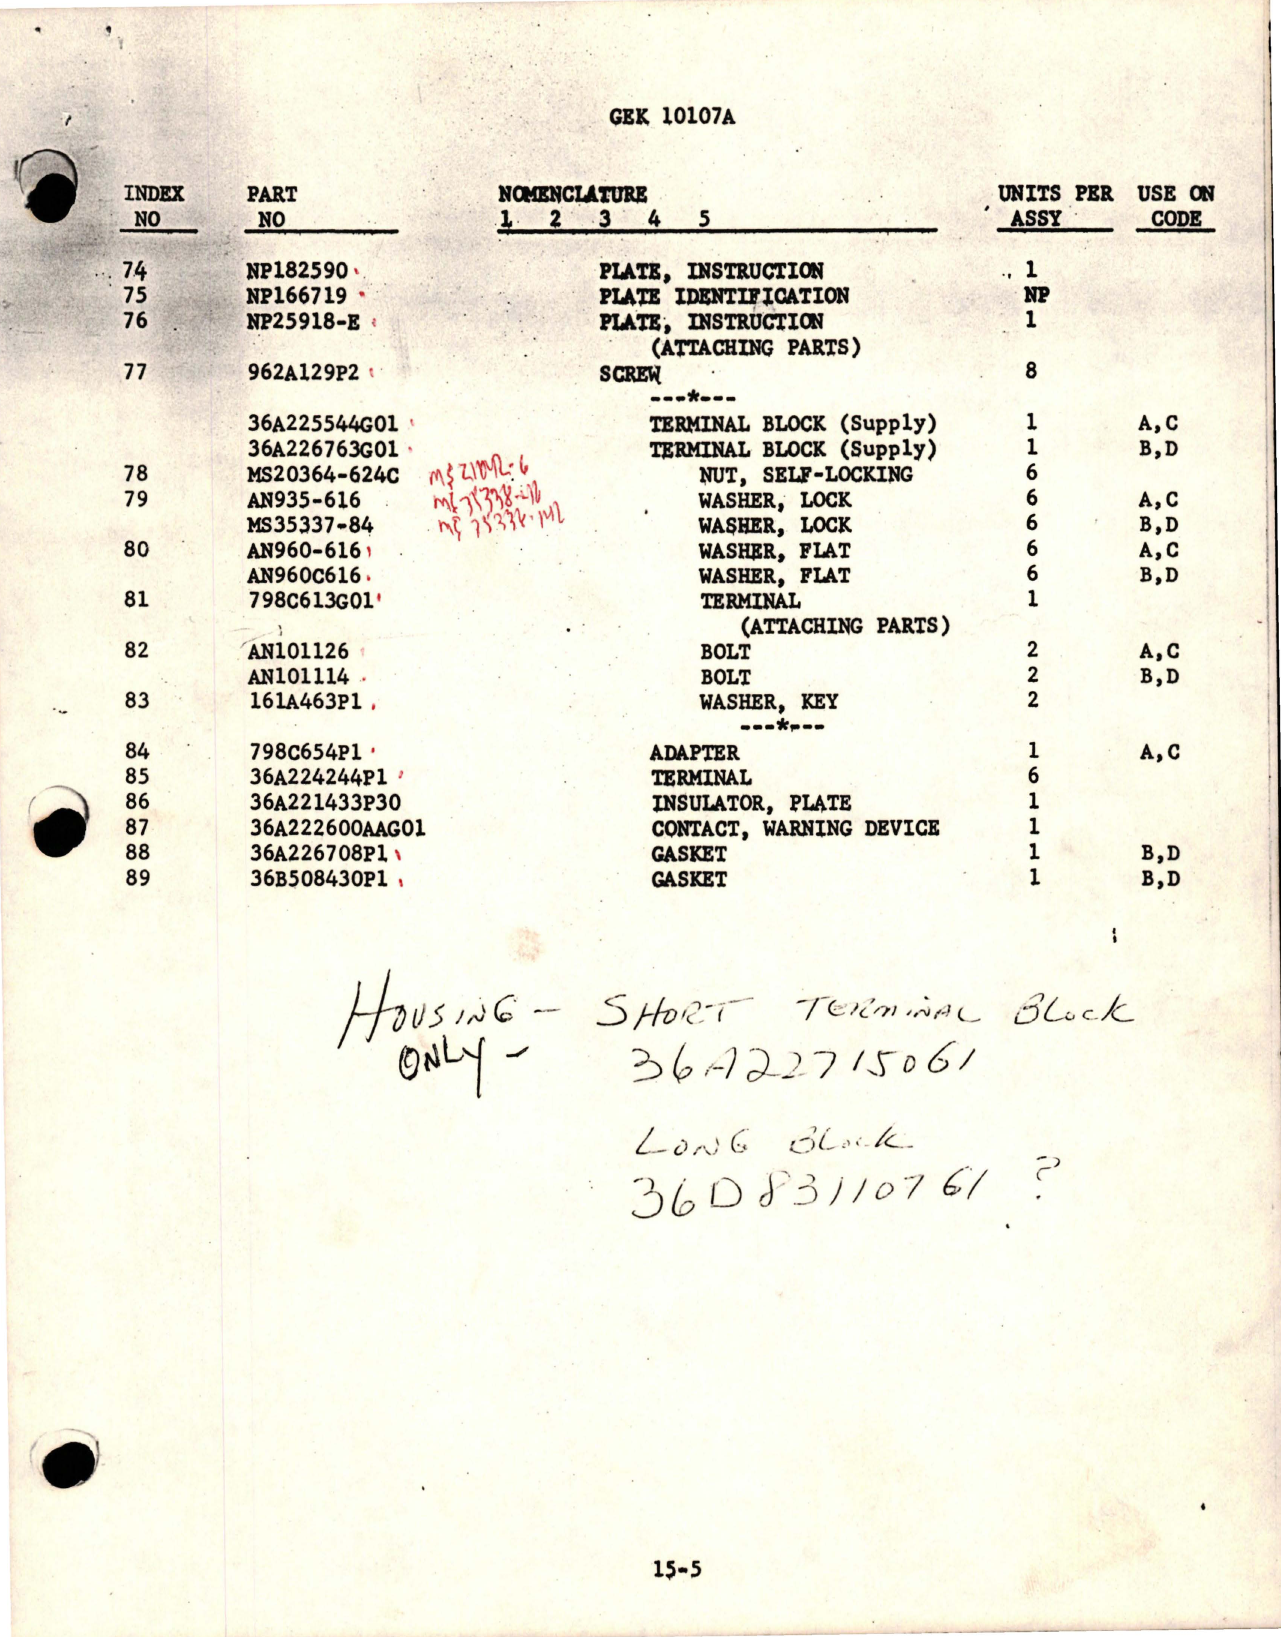 GEK 10107A
INDEX PART NOMENCLATURE UNITS PER USE ON
NO NO 1 2 3 4 5 ASSY CODE
74 NP182590 PLATE, INSTRUCTION 1
75 NP166719 PLATE IDENTIFICATION NP
76 NP25918-E PLATE, INSTRUCTION 1
(ATTACHING PARTS)
77 962A129P2 SCREW 8
---*---
36A225544G01 TERMINAL BLOCK (Supply) 1 A,C
36A226763G01 TERMINAL BLOCK (Supply) 1 B,D
78 MS20364-624C NUT, SELF-LOCKING 6
79 AN935-616 WASHER, LOCK 6 A,C
MS35337-84 WASHER, LOCK 6 B,D
80 AN960-616 WASHER, FLAT 6 A,C
AN960C616 WASHER, FLAT 6 B,D
81 798C613G01 TERMINAL 1
(ATTACHING PARTS)
82 AN101126 BOLT 2 A,C
AN101114 BOLT 2 B,D
83 161A463P1 WASHER, KEY 2
---*---
84 798C654P1 ADAPTER 1 A,C
85 36A224244P1 TERMINAL 6
86 36A221433P30 INSULATOR, PLATE 1
87 36A222600AAG01 CONTACT, WARNING DEVICE 1
88 36A226708P1 GASKET 1 B,D
89 36B508430P1 GASKET 1 B,D
HOUSING - SHORT TERMINAL BLOCK
ONLY - 36A227150G1
LONG BLOCK
36D831107G1 ?
15-5